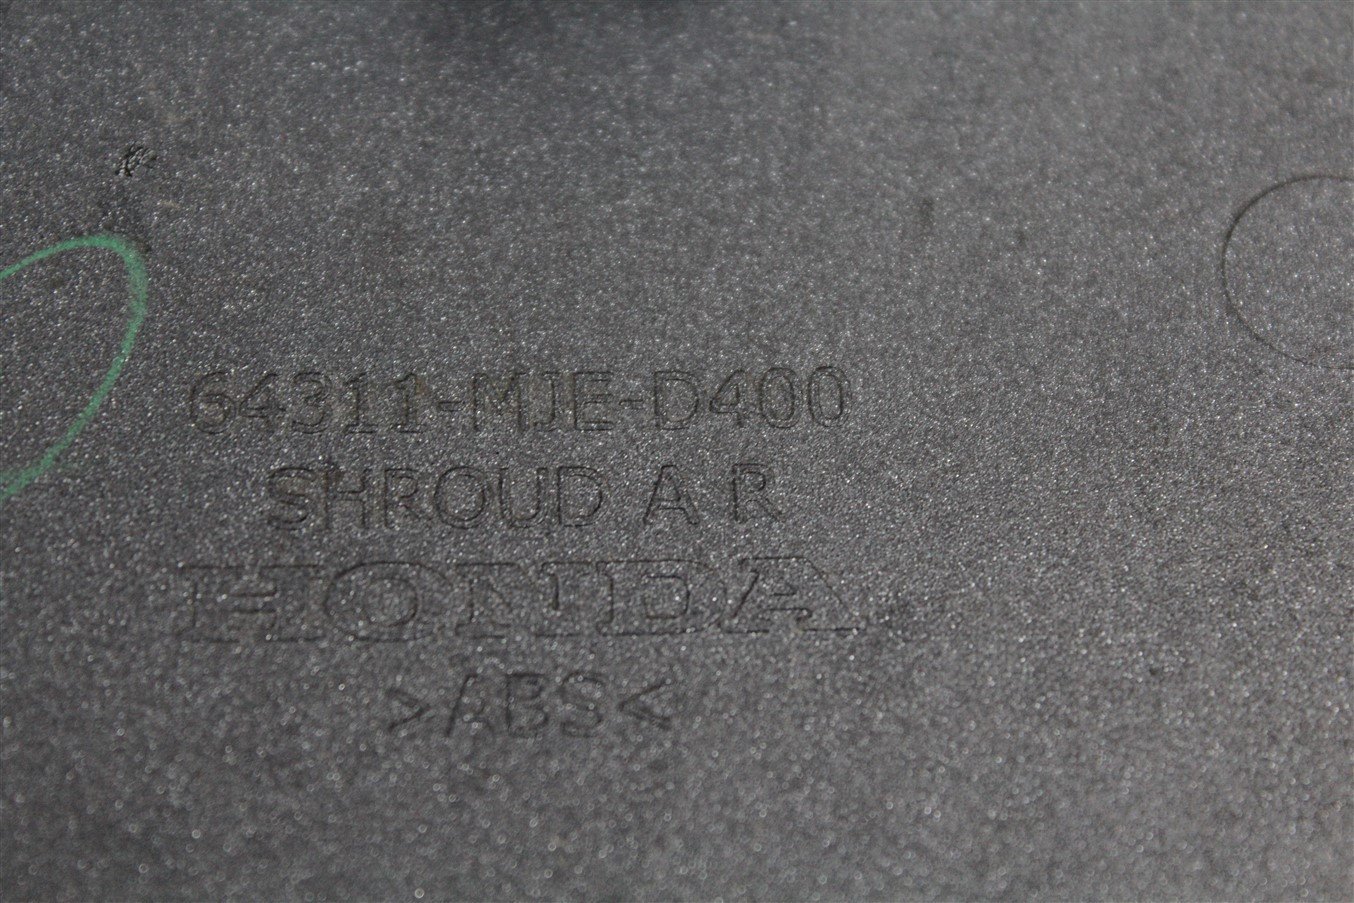 64311-MJE-D400
SHROUD A R
HONDA
>ABS<